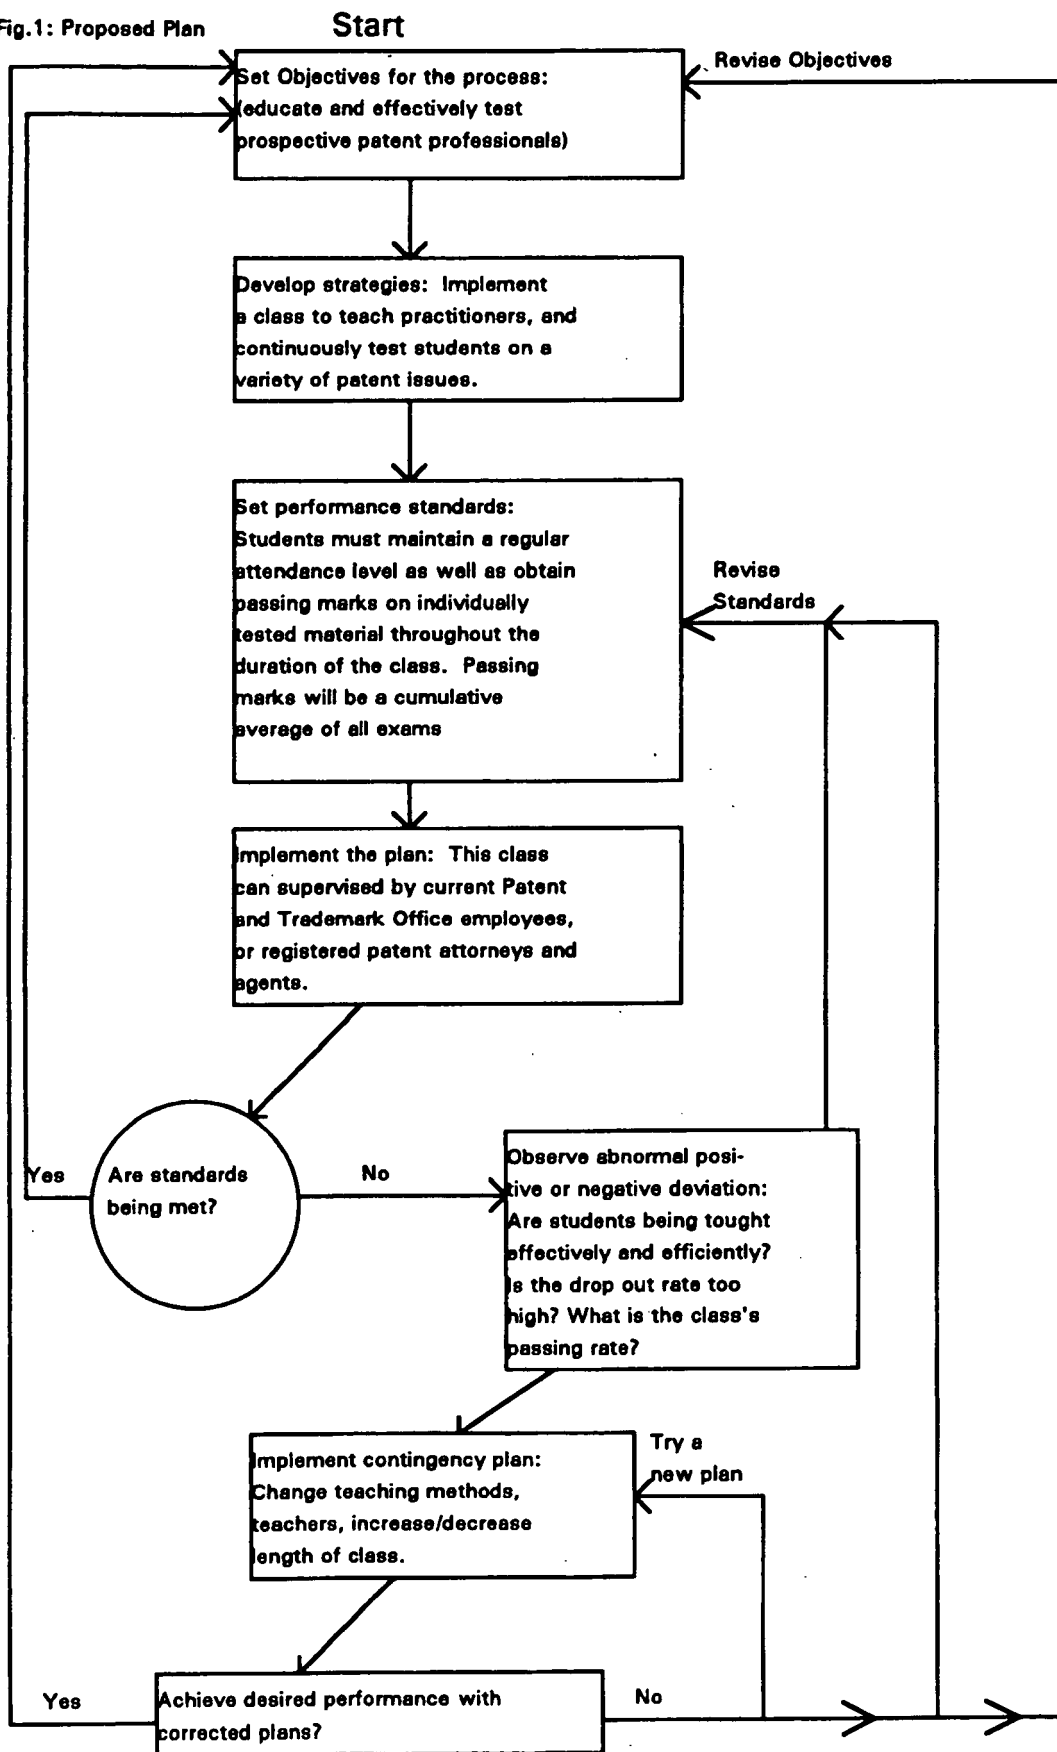 Fig.1: Proposed Plan
Start
Set Objectives for the process:
(educate and effectively test
prospective patent professionals)
Revise Objectives
Develop strategies: Implement
a class to teach practitioners, and
continuously test students on a
variety of patent issues.
Set performance standards:
Students must maintain a regular
attendance level as well as obtain
passing marks on individually
tested material throughout the
duration of the class. Passing
marks will be a cumulative
average of all exams
Revise
Standards
Implement the plan: This class
can supervised by current Patent
and Trademark Office employees,
or registered patent attorneys and
agents.
Yes
Are standards
being met?
No
Observe abnormal posi-
tive or negative deviation:
Are students being tought
effectively and efficiently?
Is the drop out rate too
high? What is the class's
passing rate?
Implement contingency plan:
Change teaching methods,
teachers, increase/decrease
length of class.
Try a
new plan
Yes
Achieve desired performance with
corrected plans?
No